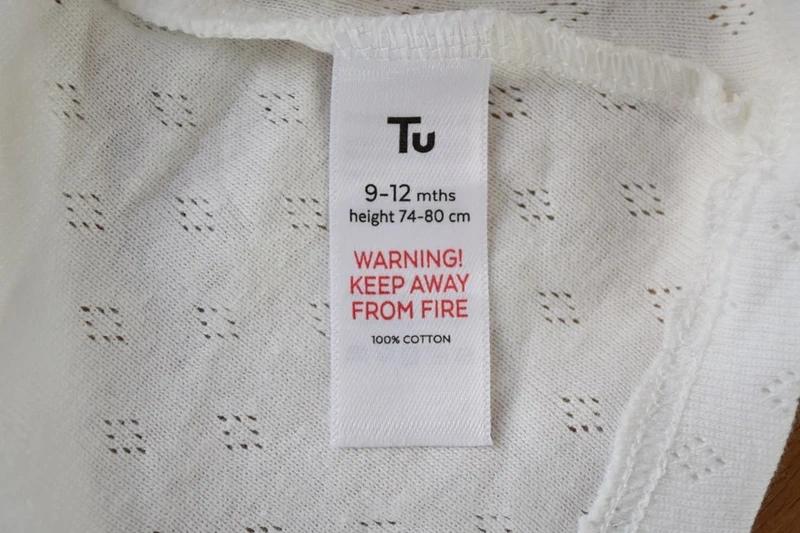 Tu
9-12 mths
height 74-80 cm
WARNING!
KEEP AWAY
FROM FIRE
100% COTTON